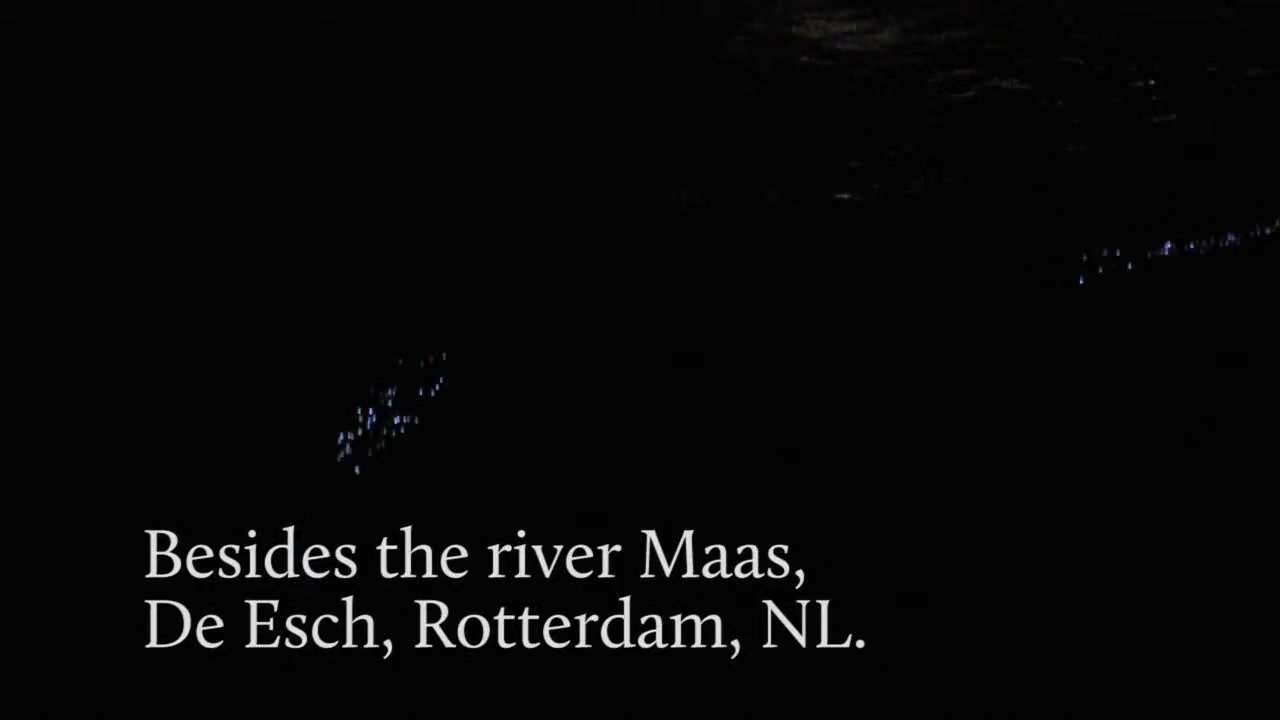 Besides the river Maas,
De Esch, Rotterdam, NL.